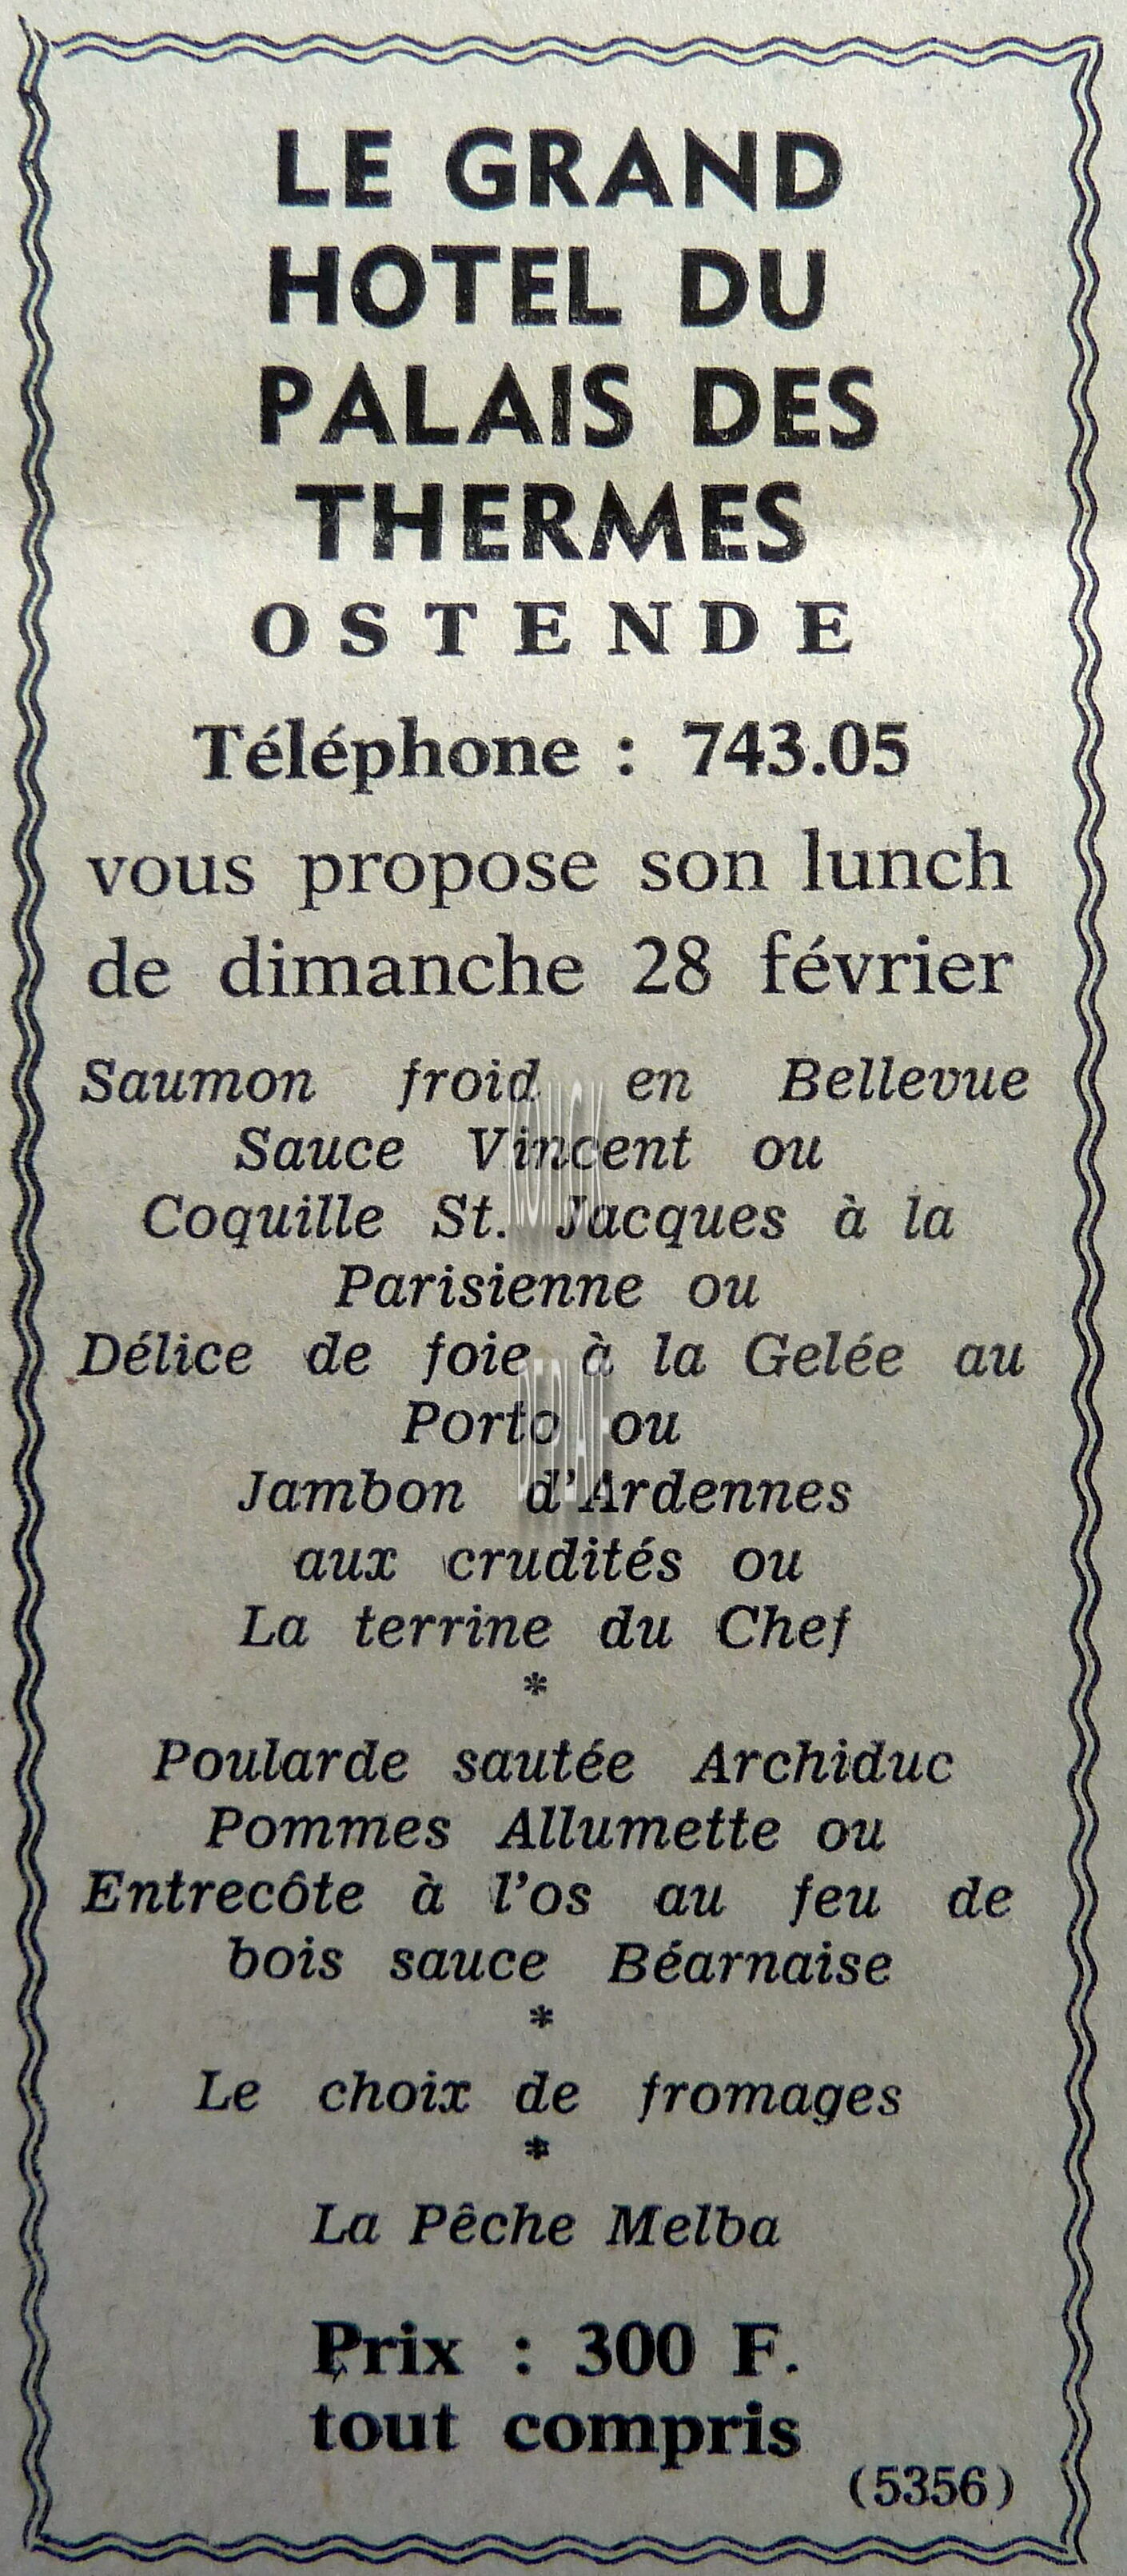 LE GRAND
HOTEL DU
PALAIS DES
THERMES
OSTENDE
Téléphone : 743.05
vous propose son lunch
de dimanche 28 février
Saumon froid en Bellevue
Sauce Vincent ou
Coquille St. Jacques à la
Parisienne ou
Délice de foie à la Gelée au
Porto ou
Jambon d'Ardennes
aux crudités ou
La terrine du Chef
*
Poularde sautée Archiduc
Pommes Allumette ou
Entrecôte à l'os au feu de
bois sauce Béarnaise
*
Le choix de fromages
*
La Pêche Melba
Prix : 300 F.
tout compris
(5356)